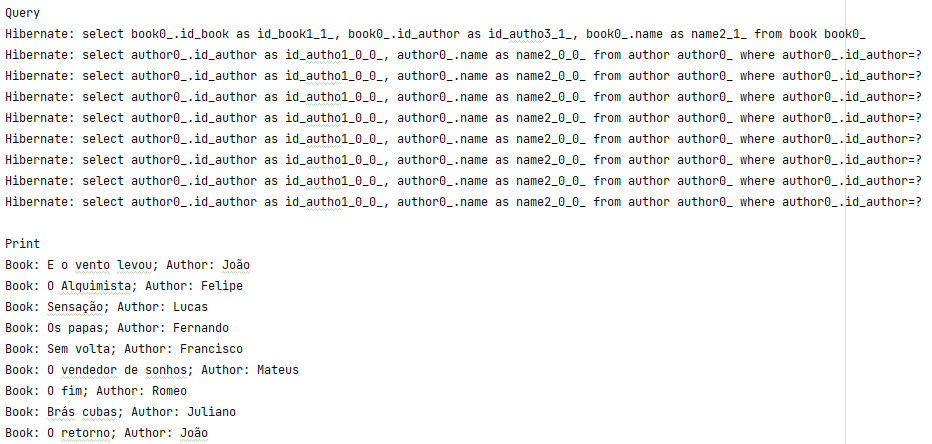 Query
Hibernate: select book0_.id_book as id_book1_1_, book0_.id_author as id_autho3_1_, book0_.name as name2_1_ from book book0_
Hibernate: select author0_.id_author as id_autho1_0_0_, author0_.name as name2_0_0_ from author author0_ where author0_.id_author=?
Hibernate: select author0_.id_author as id_autho1_0_0_, author0_.name as name2_0_0_ from author author0_ where author0_.id_author=?
Hibernate: select author0_.id_author as id_autho1_0_0_, author0_.name as name2_0_0_ from author author0_ where author0_.id_author=?
Hibernate: select author0_.id_author as id_autho1_0_0_, author0_.name as name2_0_0_ from author author0_ where author0_.id_author=?
Hibernate: select author0_.id_author as id_autho1_0_0_, author0_.name as name2_0_0_ from author author0_ where author0_.id_author=?
Hibernate: select author0_.id_author as id_autho1_0_0_, author0_.name as name2_0_0_ from author author0_ where author0_.id_author=?
Hibernate: select author0_.id_author as id_autho1_0_0_, author0_.name as name2_0_0_ from author author0_ where author0_.id_author=?
Hibernate: select author0_.id_author as id_autho1_0_0_, author0_.name as name2_0_0_ from author author0_ where author0_.id_author=?
Print
Book: E o vento levou; Author: João
Book: O Alquimista; Author: Felipe
Book: Sensação; Author: Lucas
Book: Os papas; Author: Fernando
Book: Sem volta; Author: Francisco
Book: O vendedor de sonhos; Author: Mateus
Book: O fim; Author: Romeo
Book: Brás cubas; Author: Juliano
Book: O retorno; Author: João